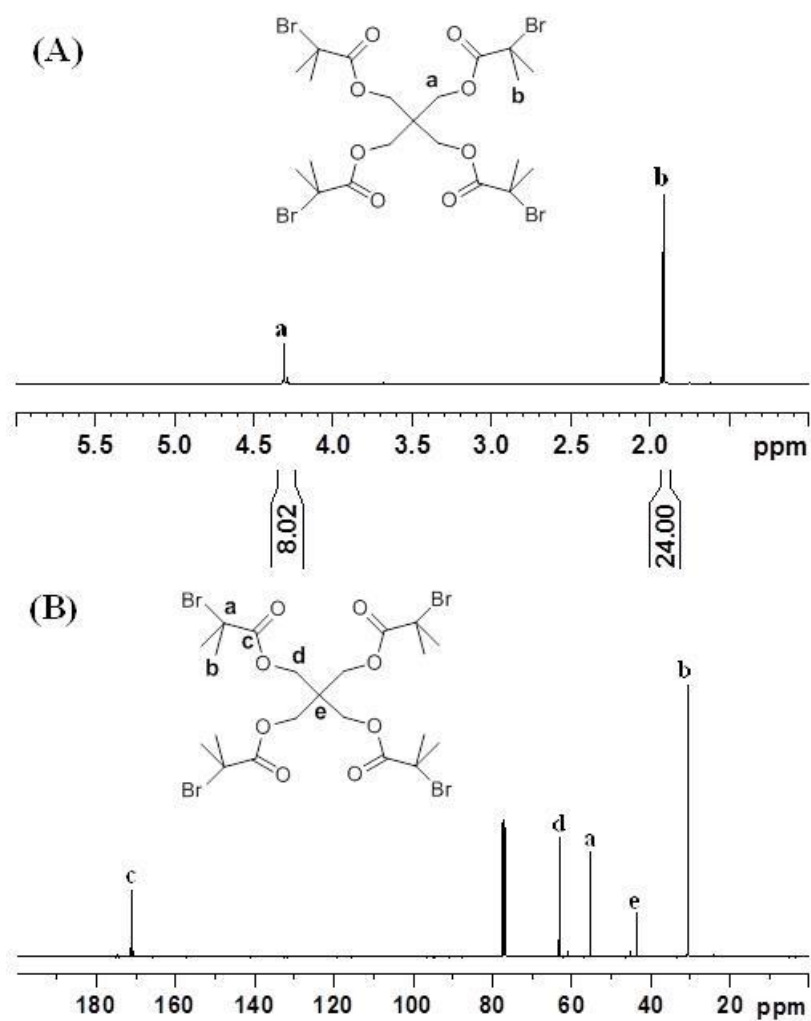 (A)
Br O O Br
O a O b
O O
Br O O Br
b
a
5.5 5.0 4.5 4.0 3.5 3.0 2.5 2.0 ppm
8.02 24.00
(B)
Br a O O Br
c
b O d O
e
O O
Br O O Br
b
d
a
c
e
180 160 140 120 100 80 60 40 20 ppm